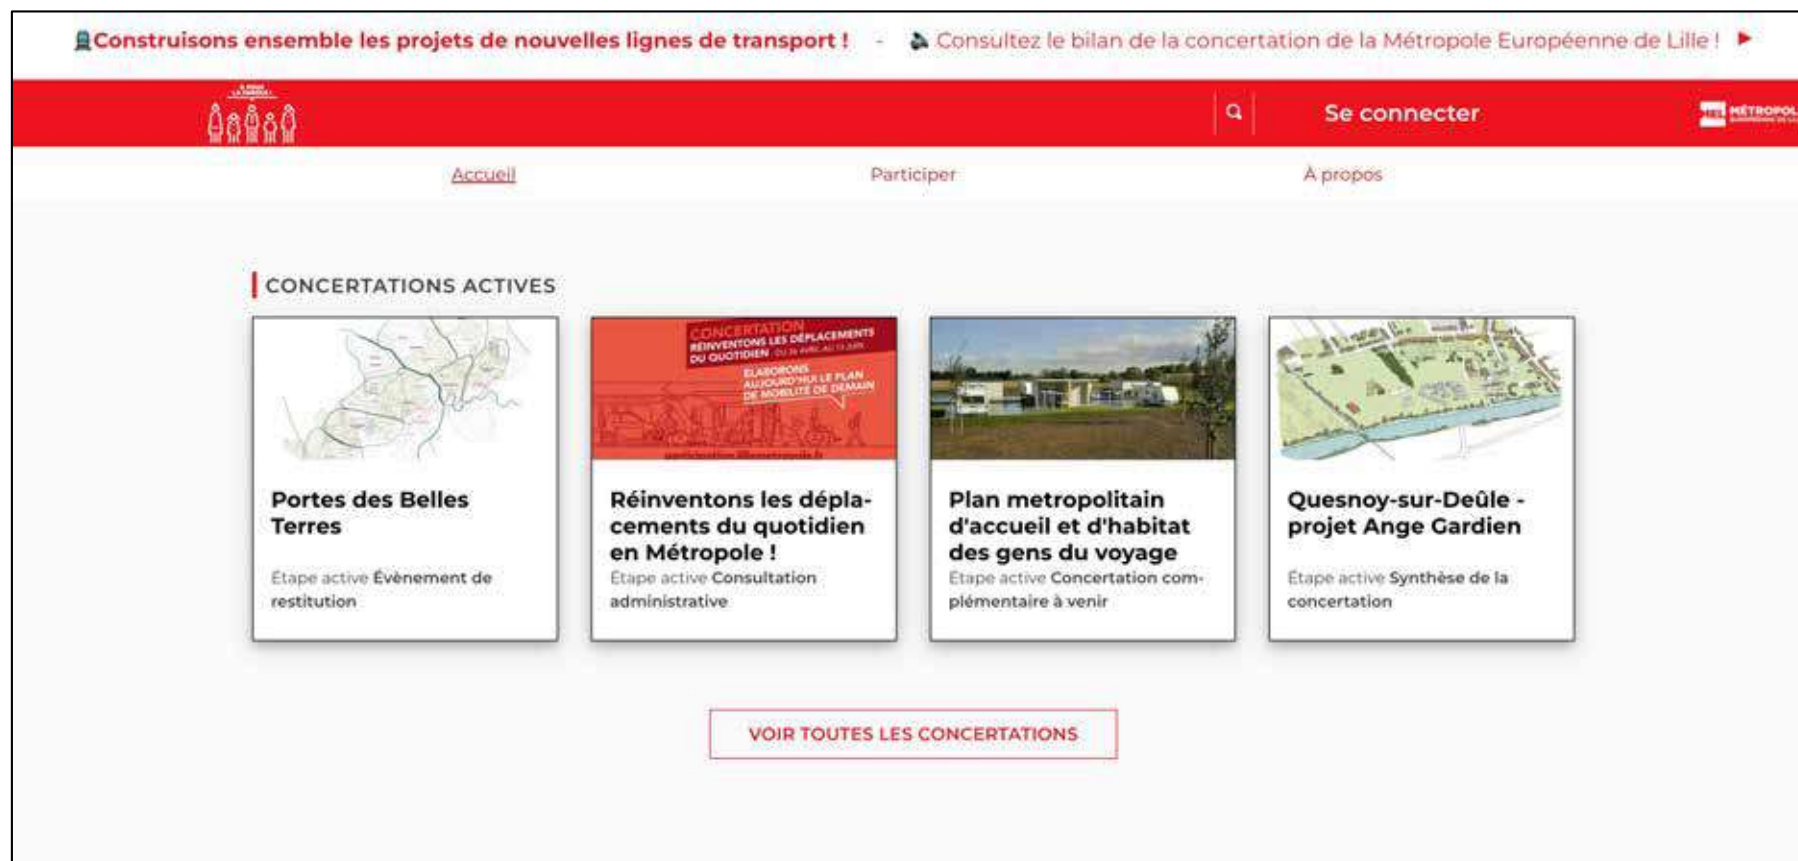 Construisons ensemble les projets de nouvelles lignes de transport ! - Consultez le bilan de la concertation de la Métropole Européenne de Lille !
Se connecter
MEL MÉTROPOL
Accueil
Participer
À propos
CONCERTATIONS ACTIVES
CONCERTATION
RÉINVENTONS LES DÉPLACEMENTS
DU QUOTIDIEN
ÉLABORONS
AUJOURD'HUI LE PLAN
DE MOBILITÉ DE DEMAIN
participation.lillemetropole.fr
Portes des Belles
Terres
Étape active Évènement de
restitution
Réinventons les dépla-
cements du quotidien
en Métropole !
Étape active Consultation
administrative
Plan metropolitain
d'accueil et d'habitat
des gens du voyage
Étape active Concertation com-
plémentaire à venir
Quesnoy-sur-Deûle -
projet Ange Gardien
Étape active Synthèse de la
concertation
VOIR TOUTES LES CONCERTATIONS